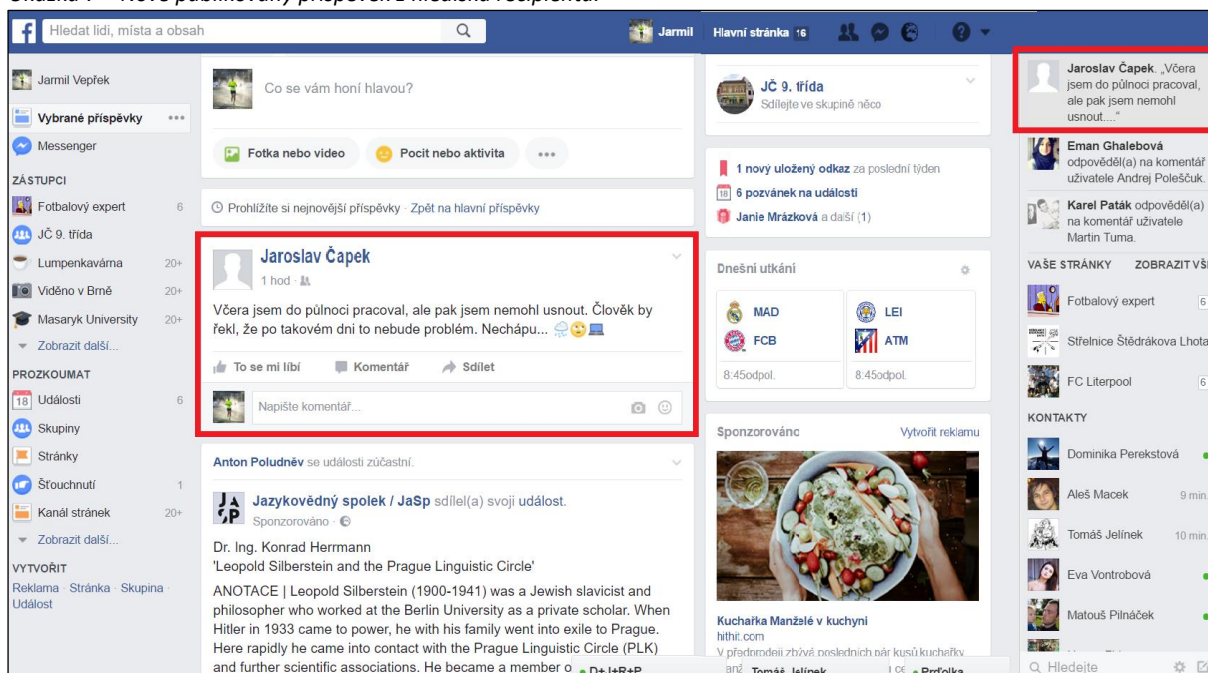 Hledat lidi, místa a obsah
Jarmil
Hlavní stránka 16
Jarmil Vepřek
Vybrané příspěvky
Messenger
ZÁSTUPCI
Fotbalový expert 6
JČ 9. třída
Lumpenkavárna 20+
Viděno v Brně 20+
Masaryk University 20+
Zobrazit další...
PROZKOUMAT
Události 6
Skupiny
Stránky
Šťouchnutí 1
Kanál stránek 20+
Zobrazit další...
VYTVOŘIT
Reklama · Stránka · Skupina ·
Událost
Co se vám honí hlavou?
Fotka nebo video
Pocit nebo aktivita
Prohlížíte si nejnovější příspěvky · Zpět na hlavní příspěvky
Jaroslav Čapek
1 hod ·
Včera jsem do půlnoci pracoval, ale pak jsem nemohl usnout. Člověk by
řekl, že po takovém dni to nebude problém. Nechápu... 🌧️🙄💻
To se mi líbí Komentář Sdílet
Napište komentář...
Anton Poludněv se události zúčastní.
Jazykovědný spolek / JaSp sdílel(a) svoji událost.
Sponzorováno ·
Dr. Ing. Konrad Herrmann
'Leopold Silberstein and the Prague Linguistic Circle'
ANOTACE | Leopold Silberstein (1900-1941) was a Jewish slavicist and
philosopher who worked at the Berlin University as a private scholar. When
Hitler in 1933 came to power, he with his family went into exile to Prague.
Here rapidly he came into contact with the Prague Linguistic Circle (PLK)
and further scientific associations. He became a member o
D+J+R+P
JČ 9. třída
Sdílejte ve skupině něco
1 nový uložený odkaz za poslední týden
18 6 pozvánek na události
Janie Mrázková a další (1)
Dnešní utkání
MAD
FCB
8:45odpol.
LEI
ATM
8:45odpol.
Sponzorováno Vytvořit reklamu
Kuchařka Manželé v kuchyni
hithit.com
V předprodeji zbývá posledních pár kusů kuchařky
Tomáš Jelínek
Prďolka
Jaroslav Čapek. „Včera
jsem do půlnoci pracoval,
ale pak jsem nemohl
usnout...."
Eman Ghalebová
odpověděl(a) na komentář
uživatele Andrej Poleščuk.
Karel Paták odpověděl(a)
na komentář uživatele
Martin Tuma.
VAŠE STRÁNKY
Fotbalový expert 6
Střelnice Štědrákova Lhota
FC Literpool 6
KONTAKTY
Dominika Perekstová
Aleš Macek 9 min.
Tomáš Jelínek 10 min.
Eva Vontrobová
Matouš Pilnáček
Hledejte